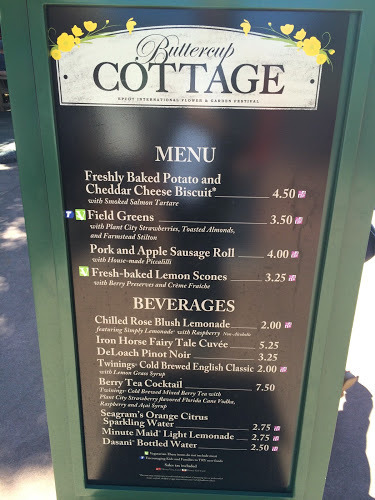 Buttercup
COTTAGE
EPCOT INTERNATIONAL FLOWER & GARDEN FESTIVAL
MENU
Freshly Baked Potato and
Cheddar Cheese Biscuit* 4.50
with Smoked Salmon Tartare
Field Greens 3.50
with Plant City Strawberries, Toasted Almonds,
and Farmstead Stilton
Pork and Apple Sausage Roll 4.00
with House-made Piccalilli
Fresh-baked Lemon Scones 3.25
with Berry Preserves and Crème Fraîche
BEVERAGES
Chilled Rose Blush Lemonade 2.00
featuring Simply Lemonade® with Raspberry Non-alcoholic
Iron Horse Fairy Tale Cuvée 5.25
DeLoach Pinot Noir 3.25
Twinings® Cold Brewed English Classic 2.00
with Lemon Grass Syrup
Berry Tea Cocktail 7.50
Twinings® Cold Brewed Mixed Berry Tea with
Plant City Strawberry flavored Florida Cane Vodka,
Raspberry and Açaí Syrup
Seagram's Orange Citrus
Sparkling Water 2.75
Minute Maid® Light Lemonade 2.75
Dasani® Bottled Water 2.50
Sales tax included